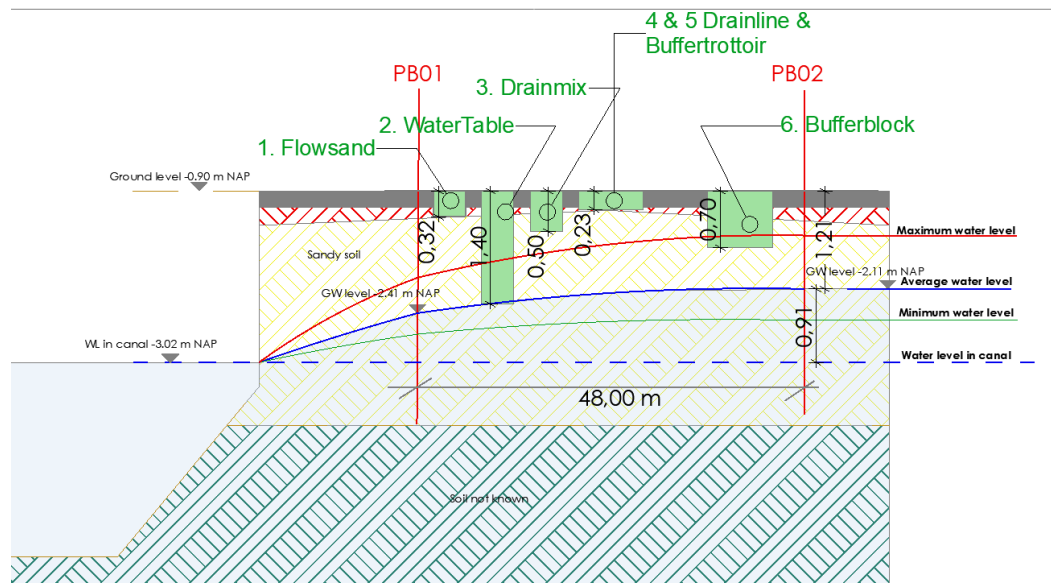 4 & 5 Drainline &
Buffertrottoir
PB01
PB02
3. Drainmix
2. WaterTable
6. Bufferblock
1. Flowsand
Ground level -0.90 m NAP
0,32
1,40
0,50
0,23
0,70
1,21
Maximum water level
Sandy soil
GW level -2.11 m NAP
Average water level
GW level -2.41 m NAP
Minimum water level
0,91
WL in canal -3.02 m NAP
Water level in canal
48,00 m
Soil not known